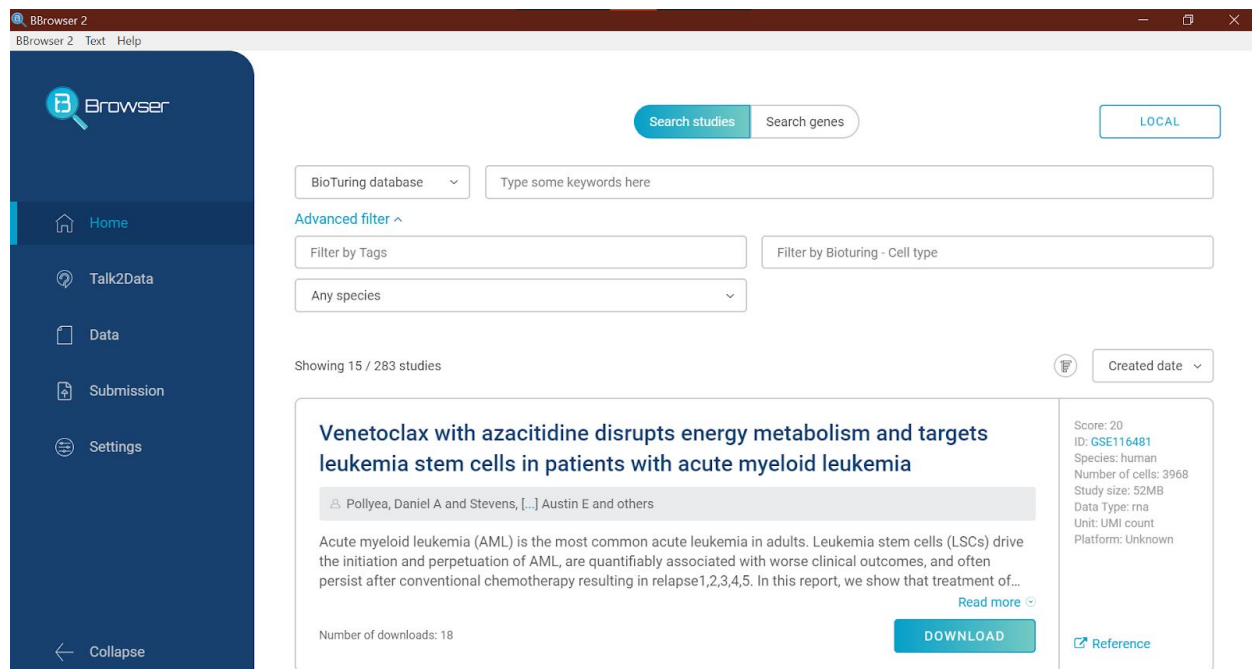 BBrowser 2
BBrowser 2 Text Help
B Browser
Search studies Search genes LOCAL
BioTuring database Type some keywords here
Advanced filter
Filter by Tags Filter by Bioturing - Cell type
Any species
Home
Talk2Data
Data
Submission
Settings
Collapse
Showing 15 / 283 studies Created date
Venetoclax with azacitidine disrupts energy metabolism and targets
leukemia stem cells in patients with acute myeloid leukemia
Pollyea, Daniel A and Stevens, [...] Austin E and others
Acute myeloid leukemia (AML) is the most common acute leukemia in adults. Leukemia stem cells (LSCs) drive
the initiation and perpetuation of AML, are quantifiably associated with worse clinical outcomes, and often
persist after conventional chemotherapy resulting in relapse1,2,3,4,5. In this report, we show that treatment of...
Read more
Number of downloads: 18 DOWNLOAD
Score: 20
ID: GSE116481
Species: human
Number of cells: 3968
Study size: 52MB
Data Type: rna
Unit: UMI count
Platform: Unknown
Reference